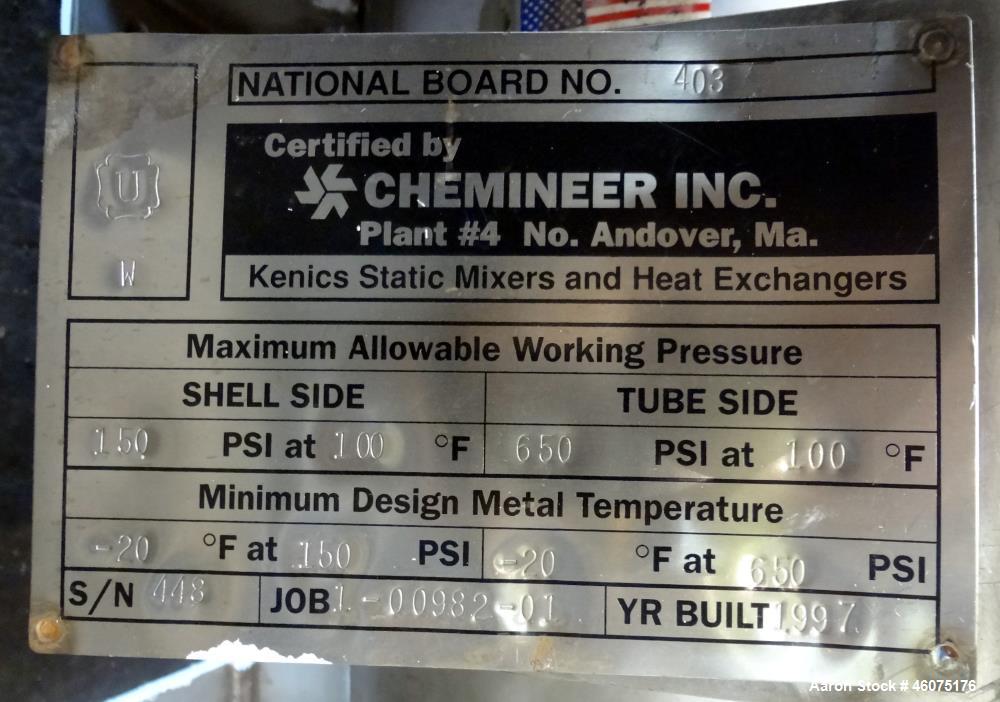 NATIONAL BOARD NO. 403
U
W
Certified by
CHEMINEER INC.
Plant #4 No. Andover, Ma.
Kenics Static Mixers and Heat Exchangers
Maximum Allowable Working Pressure
SHELL SIDE TUBE SIDE
150 PSI at 100 °F 650 PSI at 100 °F
Minimum Design Metal Temperature
-20 °F at 150 PSI -20 °F at 650 PSI
S/N 448 JOB 1-00982-01 YR BUILT 1997
Aaron Stock # 46075176